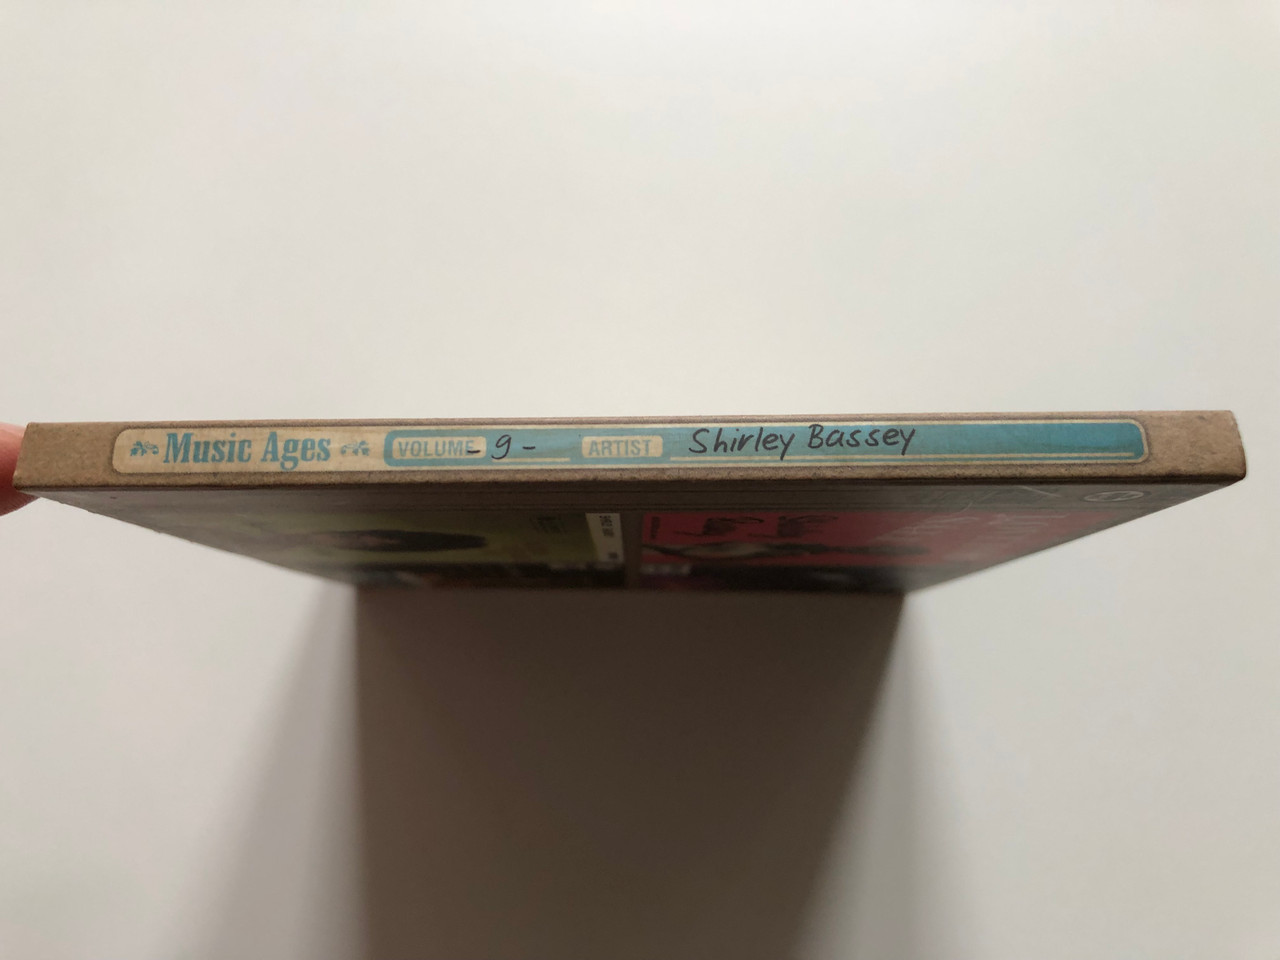 Music Ages VOLUME - 9 - ARTIST Shirley Bassey